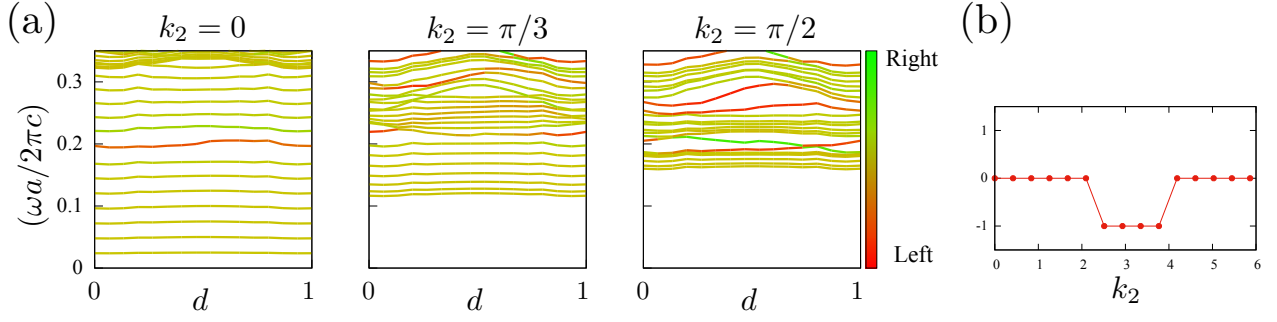 (a)
k₂ = 0
k₂ = π/3
k₂ = π/2
(b)
(ωa/2πc)
0.3
0.2
0.1
0
0
1
d
0
1
d
0
1
d
Right
Left
1
0
-1
0
1
2
3
4
5
6
k₂